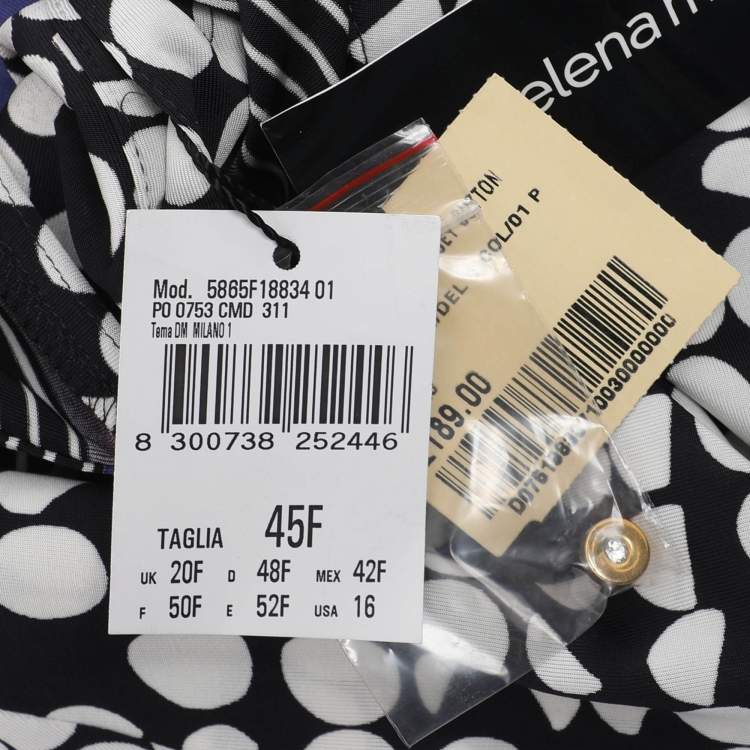 elena m
Mod. 5865F18834 01
PO 0753 CMD 311
Tema DM MILANO 1
8 300738 252446
TAGLIA 45F
UK 20F D 48F MEX 42F
F 50F E 52F USA 16
COL/01 P
189.00